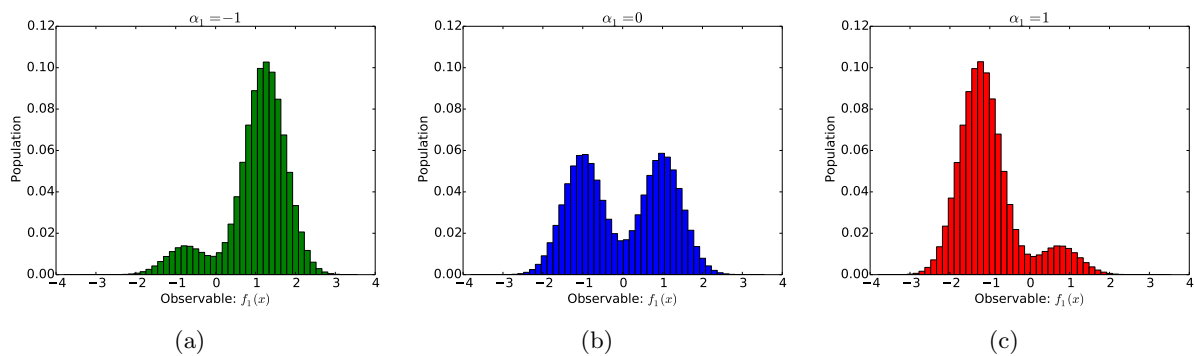 α₁ =−1
0.12
0.10
0.08
0.06
0.04
0.02
0.00
Population
−4 −3 −2 −1 0 1 2 3 4
Observable: f₁(x)
(a)
α₁ =0
0.12
0.10
0.08
0.06
0.04
0.02
0.00
Population
−4 −3 −2 −1 0 1 2 3 4
Observable: f₁(x)
(b)
α₁ =1
0.12
0.10
0.08
0.06
0.04
0.02
0.00
Population
−4 −3 −2 −1 0 1 2 3 4
Observable: f₁(x)
(c)